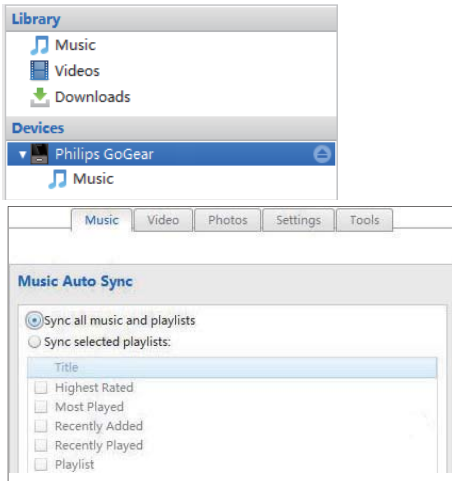 Library
Music
Videos
Downloads
Devices
Philips GoGear
Music
Music Video Photos Settings Tools
Music Auto Sync
Sync all music and playlists
Sync selected playlists:
Title
Highest Rated
Most Played
Recently Added
Recently Played
Playlist